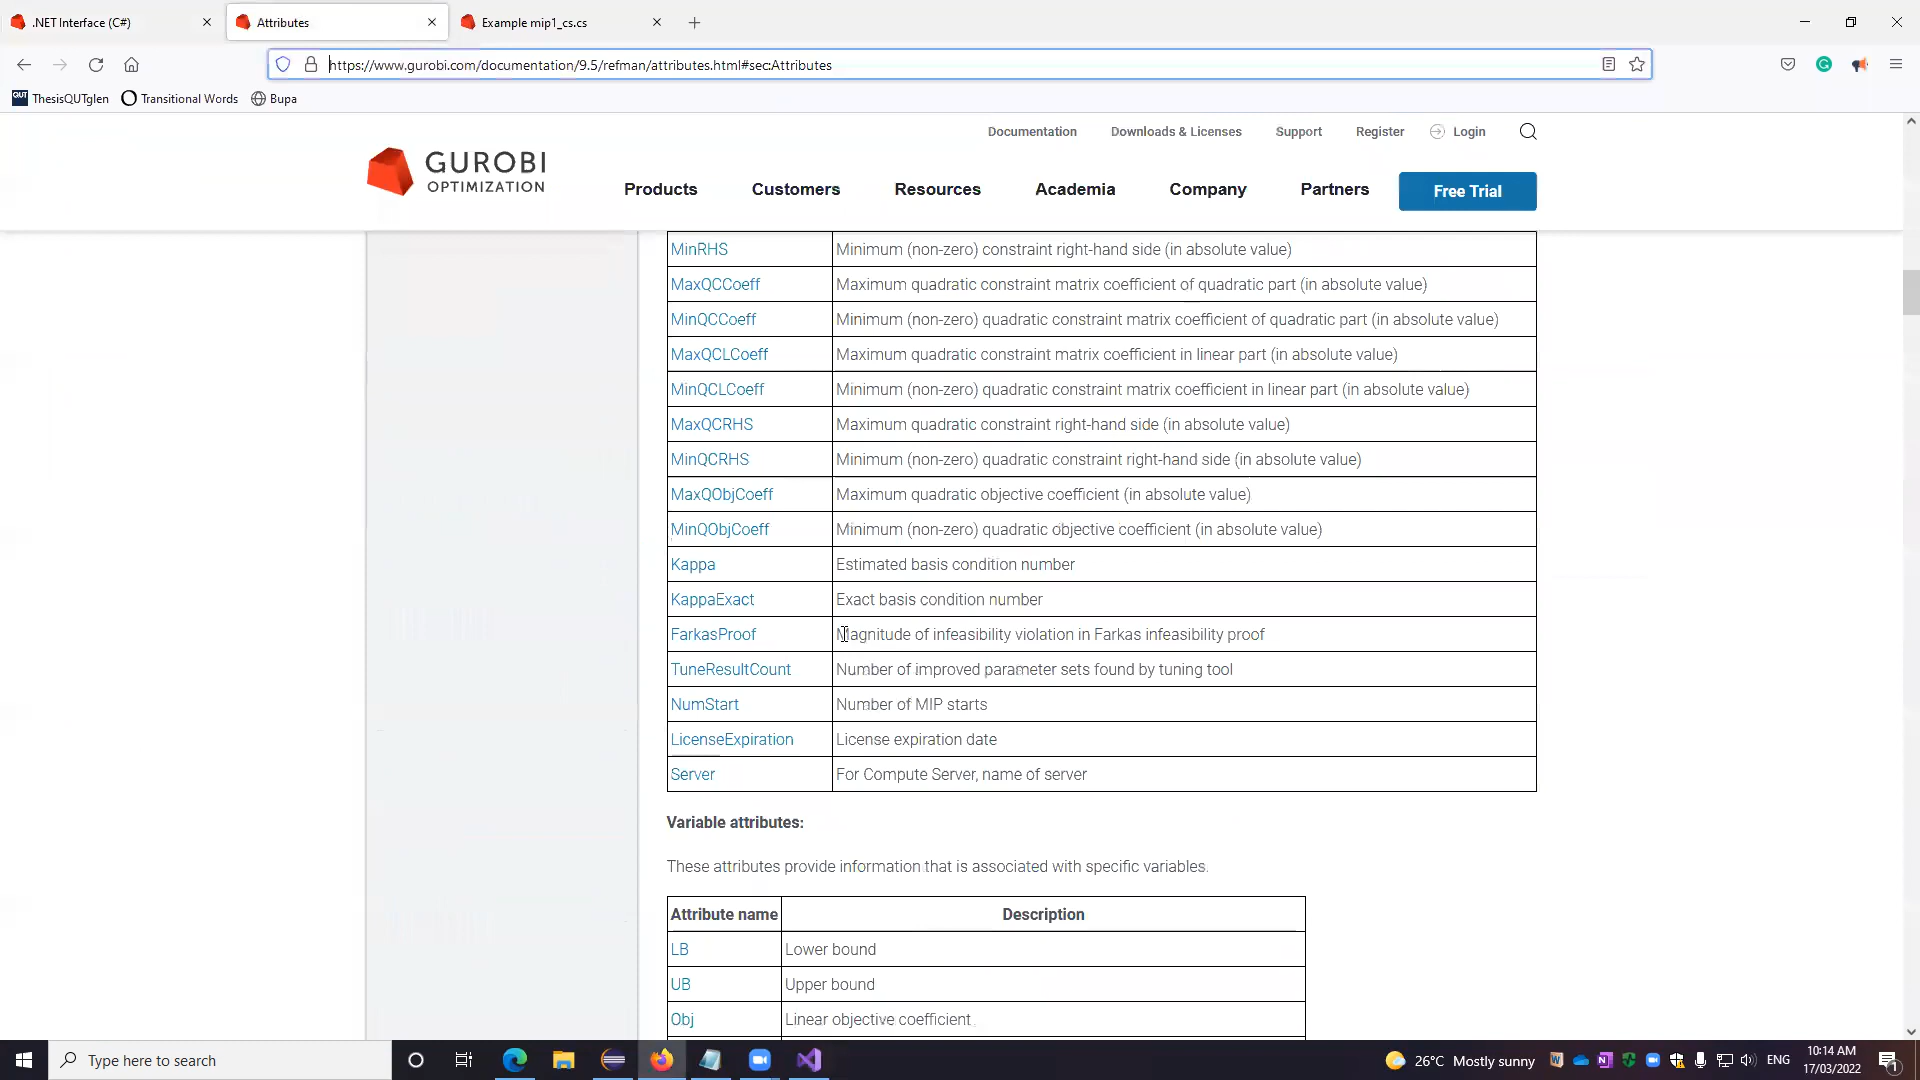 .NET Interface (C#)
Attributes
Example mip1_cs.cs
https://www.gurobi.com/documentation/9.5/refman/attributes.html#sec:Attributes
QUT ThesisQUTglen
Transitional Words
Bupa
Documentation
Downloads & Licenses
Support
Register
Login
GUROBI
OPTIMIZATION
Products
Customers
Resources
Academia
Company
Partners
Free Trial
MinRHS Minimum (non-zero) constraint right-hand side (in absolute value)
MaxQCCoeff Maximum quadratic constraint matrix coefficient of quadratic part (in absolute value)
MinQCCoeff Minimum (non-zero) quadratic constraint matrix coefficient of quadratic part (in absolute value)
MaxQCLCoeff Maximum quadratic constraint matrix coefficient in linear part (in absolute value)
MinQCLCoeff Minimum (non-zero) quadratic constraint matrix coefficient in linear part (in absolute value)
MaxQCRHS Maximum quadratic constraint right-hand side (in absolute value)
MinQCRHS Minimum (non-zero) quadratic constraint right-hand side (in absolute value)
MaxQObjCoeff Maximum quadratic objective coefficient (in absolute value)
MinQObjCoeff Minimum (non-zero) quadratic objective coefficient (in absolute value)
Kappa Estimated basis condition number
KappaExact Exact basis condition number
FarkasProof Magnitude of infeasibility violation in Farkas infeasibility proof
TuneResultCount Number of improved parameter sets found by tuning tool
NumStart Number of MIP starts
LicenseExpiration License expiration date
Server For Compute Server, name of server
Variable attributes:
These attributes provide information that is associated with specific variables.
Attribute name Description
LB Lower bound
UB Upper bound
Obj Linear objective coefficient
Type here to search
26°C Mostly sunny
ENG
10:14 AM
17/03/2022
1